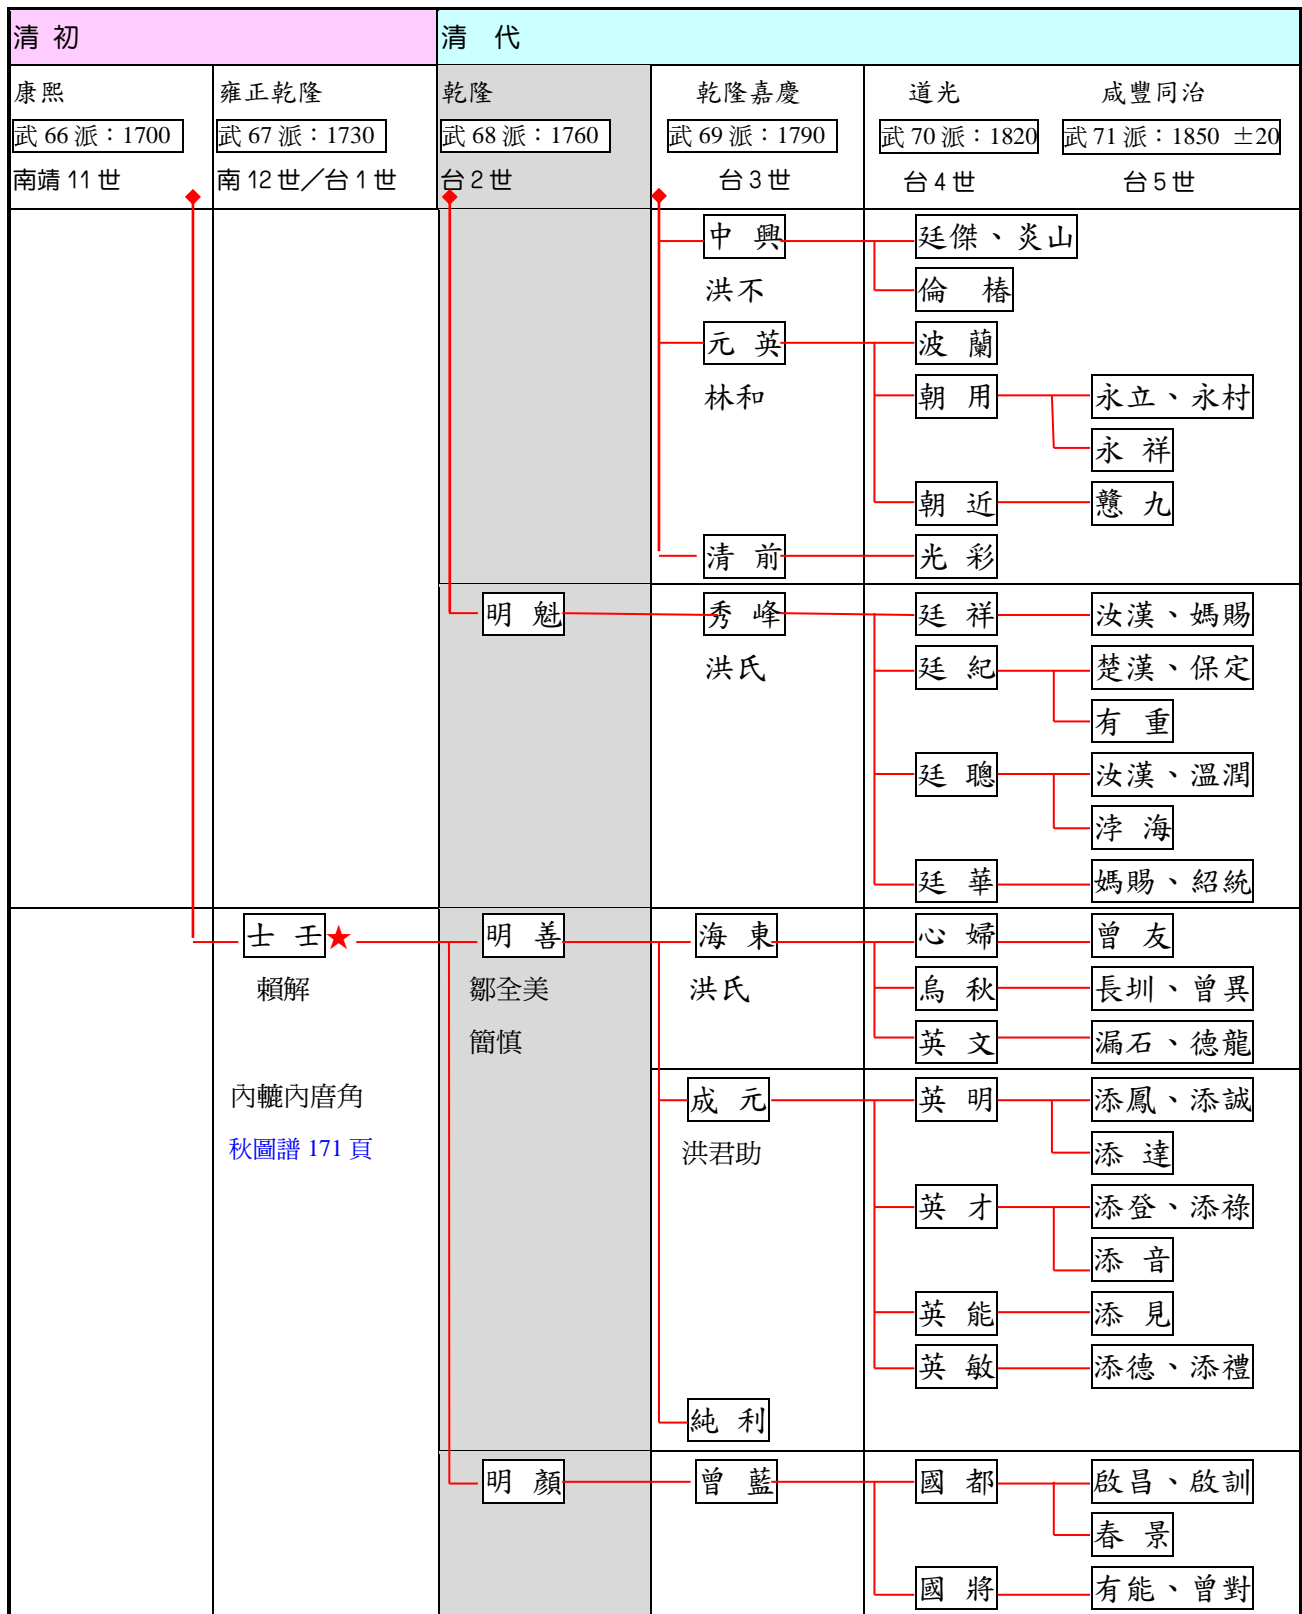 清 初 清 代
康熙 雍正乾隆 乾隆 乾隆嘉慶 道光 咸豐同治
武 66 派：1700 武 67 派：1730 武 68 派：1760 武 69 派：1790 武 70 派：1820 武 71 派：1850 ±20
南靖 11 世 南 12 世／台 1 世 台 2 世 台 3 世 台 4 世 台 5 世
中 興 廷傑、炎山
洪不 倫 椿
元 英 波 蘭
林和 朝 用 永立、永村
永 祥
朝 近 戇 九
清 前 光 彩
明 魁 秀 峰 廷 祥 汝漢、媽賜
洪氏 廷 紀 楚漢、保定
有 重
廷 聰 汝漢、溫潤
浡 海
廷 華 媽賜、紹統
士 壬★ 明 善 海 東 心 婦 曾 友
賴解 鄒全美 洪氏 烏 秋 長圳、曾異
簡慎 英 文 漏石、德龍
內轆內庴角 成 元 英 明 添鳳、添誠
秋圖譜 171 頁 洪君助 添 達
英 才 添登、添祿
添 音
英 能 添 見
英 敏 添德、添禮
純 利
明 顏 曾 藍 國 都 啟昌、啟訓
春 景
國 將 有能、曾對